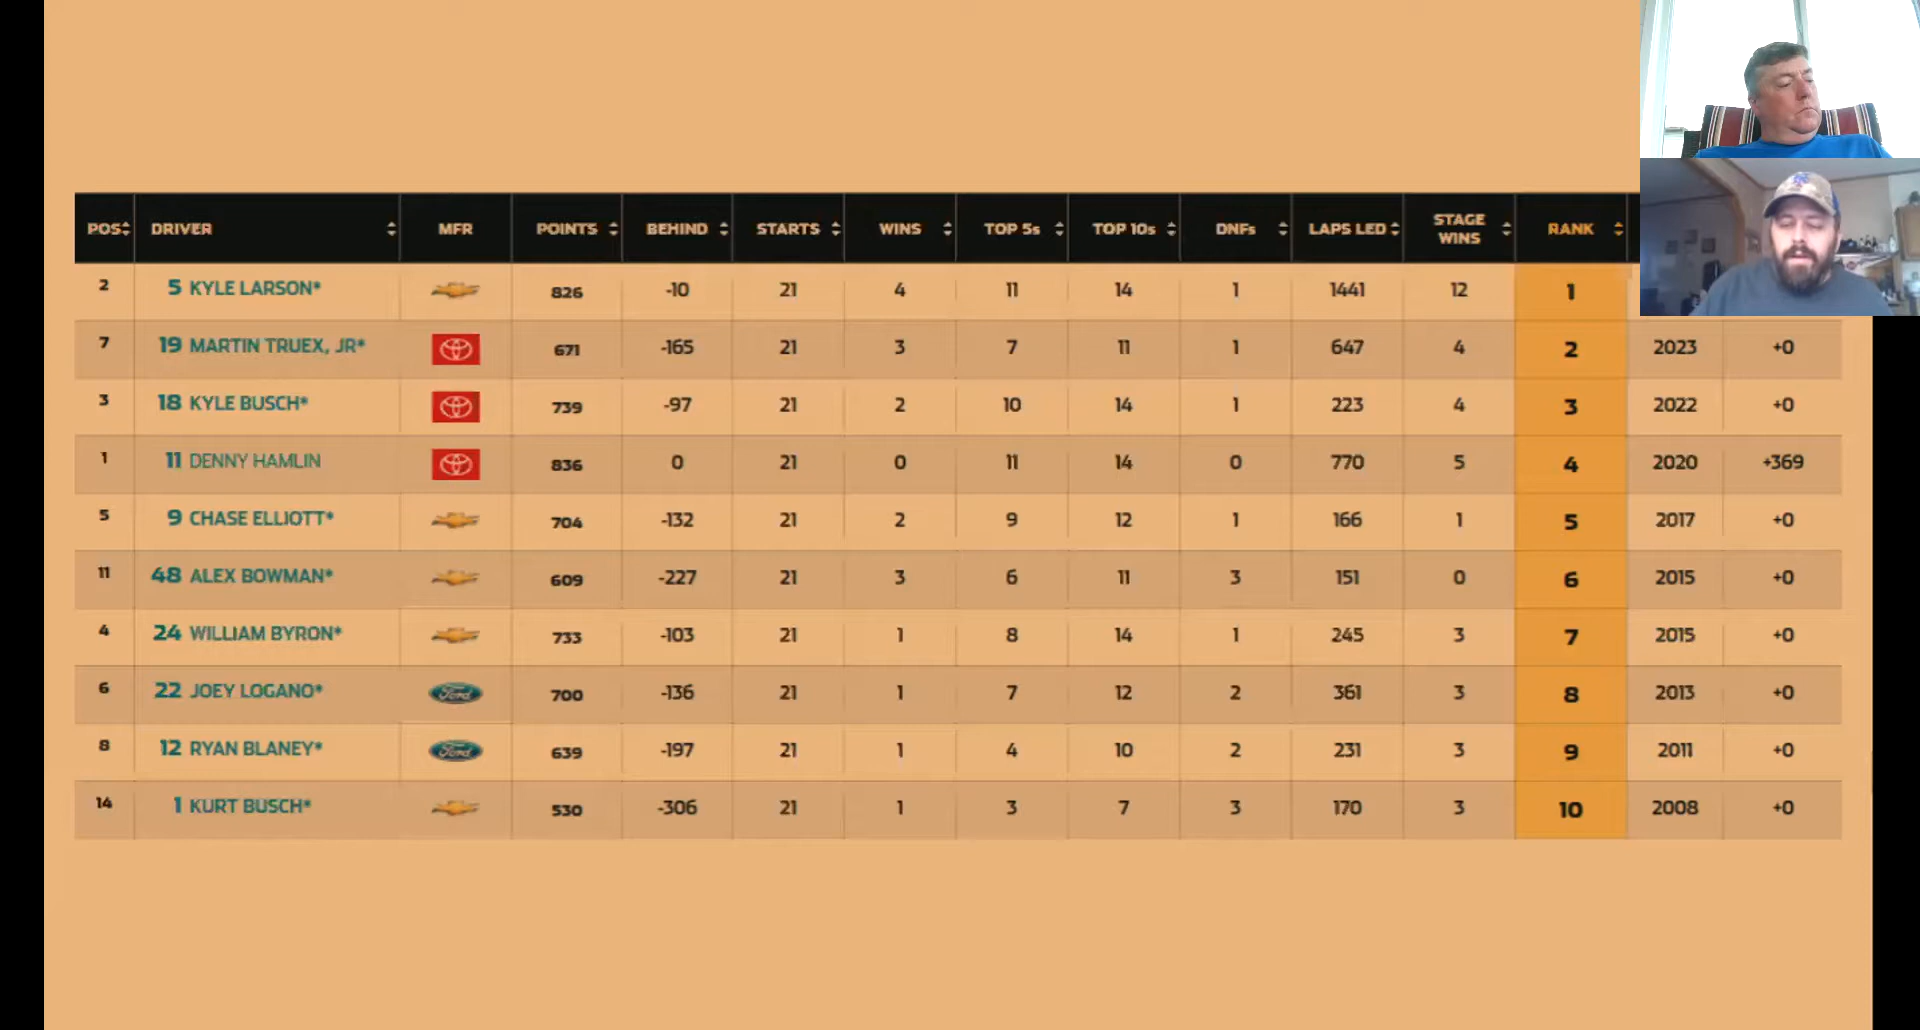 POS DRIVER MFR POINTS BEHIND STARTS WINS TOP 5s TOP 10s DNFs LAPS LED STAGE WINS RANK
2 5 KYLE LARSON* 826 -10 21 4 11 14 1 1441 12 1
7 19 MARTIN TRUEX, JR* 671 -165 21 3 7 11 1 647 4 2 2023 +0
3 18 KYLE BUSCH* 739 -97 21 2 10 14 1 223 4 3 2022 +0
1 11 DENNY HAMLIN 836 0 21 0 11 14 0 770 5 4 2020 +369
5 9 CHASE ELLIOTT* 704 -132 21 2 9 12 1 166 1 5 2017 +0
11 48 ALEX BOWMAN* 609 -227 21 3 6 11 3 151 0 6 2015 +0
4 24 WILLIAM BYRON* 733 -103 21 1 8 14 1 245 3 7 2015 +0
6 22 JOEY LOGANO* Ford 700 -136 21 1 7 12 2 361 3 8 2013 +0
8 12 RYAN BLANEY* Ford 639 -197 21 1 4 10 2 231 3 9 2011 +0
14 1 KURT BUSCH* 530 -306 21 1 3 7 3 170 3 10 2008 +0